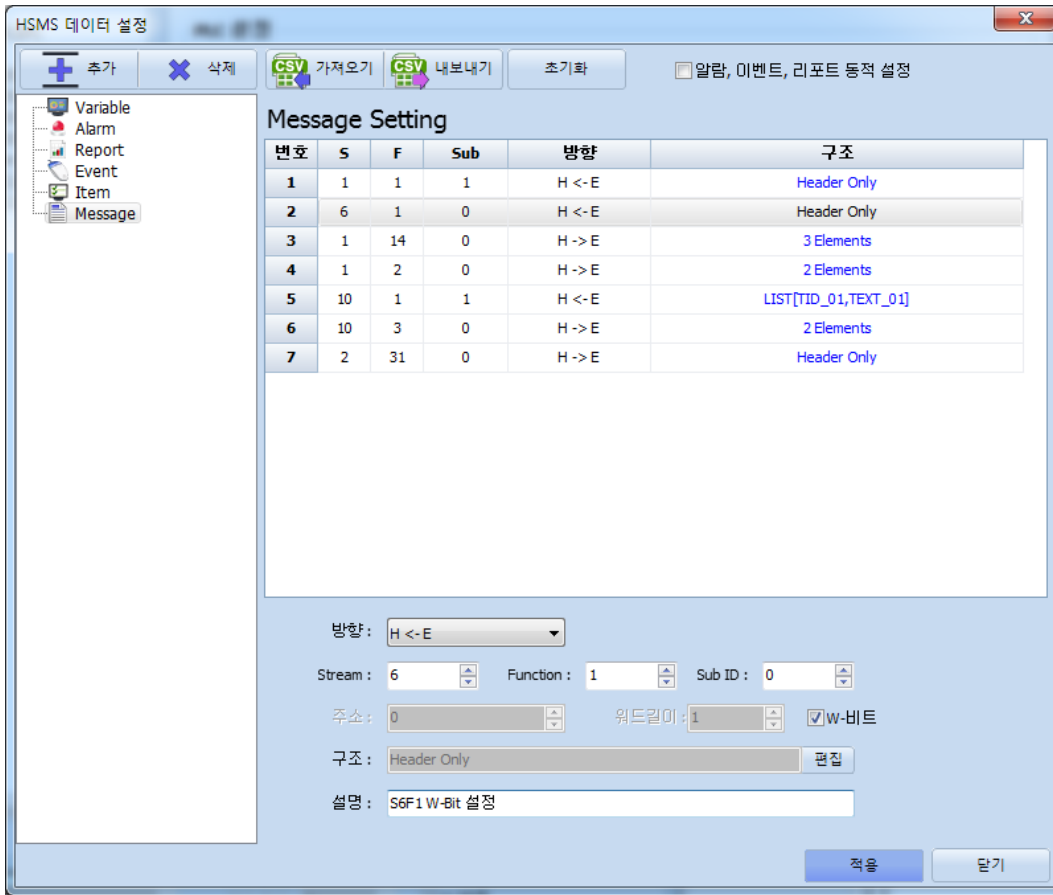 HSMS 데이터 설정
추가 삭제 CSV 가져오기 CSV 내보내기 초기화 알람, 이벤트, 리포트 동적 설정
Variable
Alarm
Report
Event
Item
Message
Message Setting
번호 S F Sub 방향 구조
1 1 1 1 H <- E Header Only
2 6 1 0 H <- E Header Only
3 1 14 0 H -> E 3 Elements
4 1 2 0 H -> E 2 Elements
5 10 1 1 H <- E LIST[TID_01,TEXT_01]
6 10 3 0 H -> E 2 Elements
7 2 31 0 H -> E Header Only
방향 : H <- E
Stream : 6 Function : 1 Sub ID : 0
주소 : 0 워드길이 : 1 W-비트
구조 : Header Only 편집
설명 : S6F1 W-Bit 설정
적용 닫기